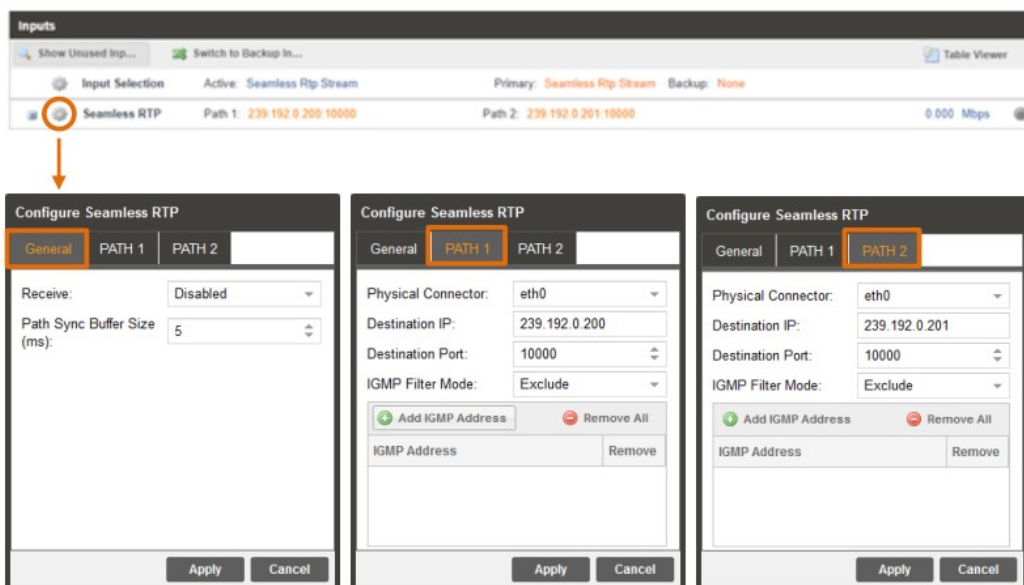 Inputs
Show Unused Inp... Switch to Backup In... Table Viewer
Input Selection Active: Seamless Rtp Stream Primary: Seamless Rtp Stream Backup: None
Seamless RTP Path 1: 239.192.0.200:10000 Path 2: 239.192.0.201:10000 0.000 Mbps
Configure Seamless RTP
General PATH 1 PATH 2
Receive: Disabled
Path Sync Buffer Size (ms): 5
Apply Cancel
Configure Seamless RTP
General PATH 1 PATH 2
Physical Connector: eth0
Destination IP: 239.192.0.200
Destination Port: 10000
IGMP Filter Mode: Exclude
Add IGMP Address Remove All
IGMP Address Remove
Apply Cancel
Configure Seamless RTP
General PATH 1 PATH 2
Physical Connector: eth0
Destination IP: 239.192.0.201
Destination Port: 10000
IGMP Filter Mode: Exclude
Add IGMP Address Remove All
IGMP Address Remove
Apply Cancel